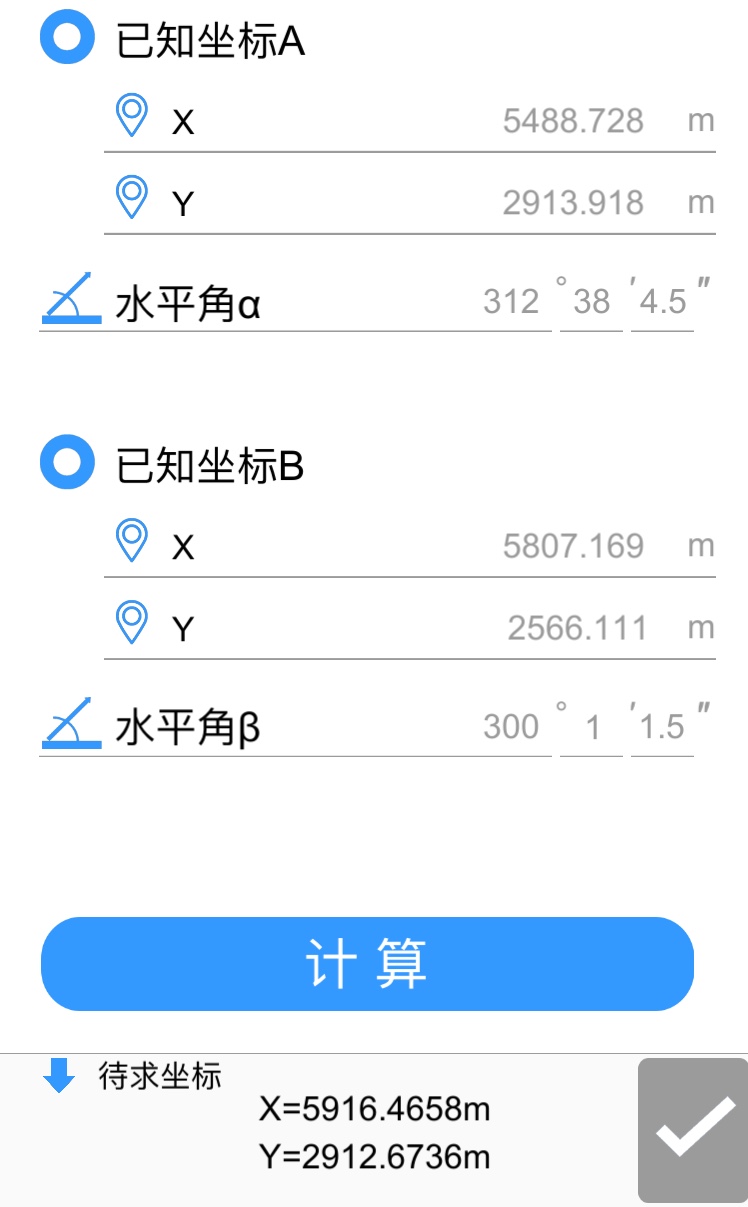 已知坐标A
X 5488.728 m
Y 2913.918 m
水平角α 312 ° 38 ′ 4.5 ″
已知坐标B
X 5807.169 m
Y 2566.111 m
水平角β 300 ° 1 ′ 1.5 ″
计算
待求坐标
X=5916.4658m
Y=2912.6736m